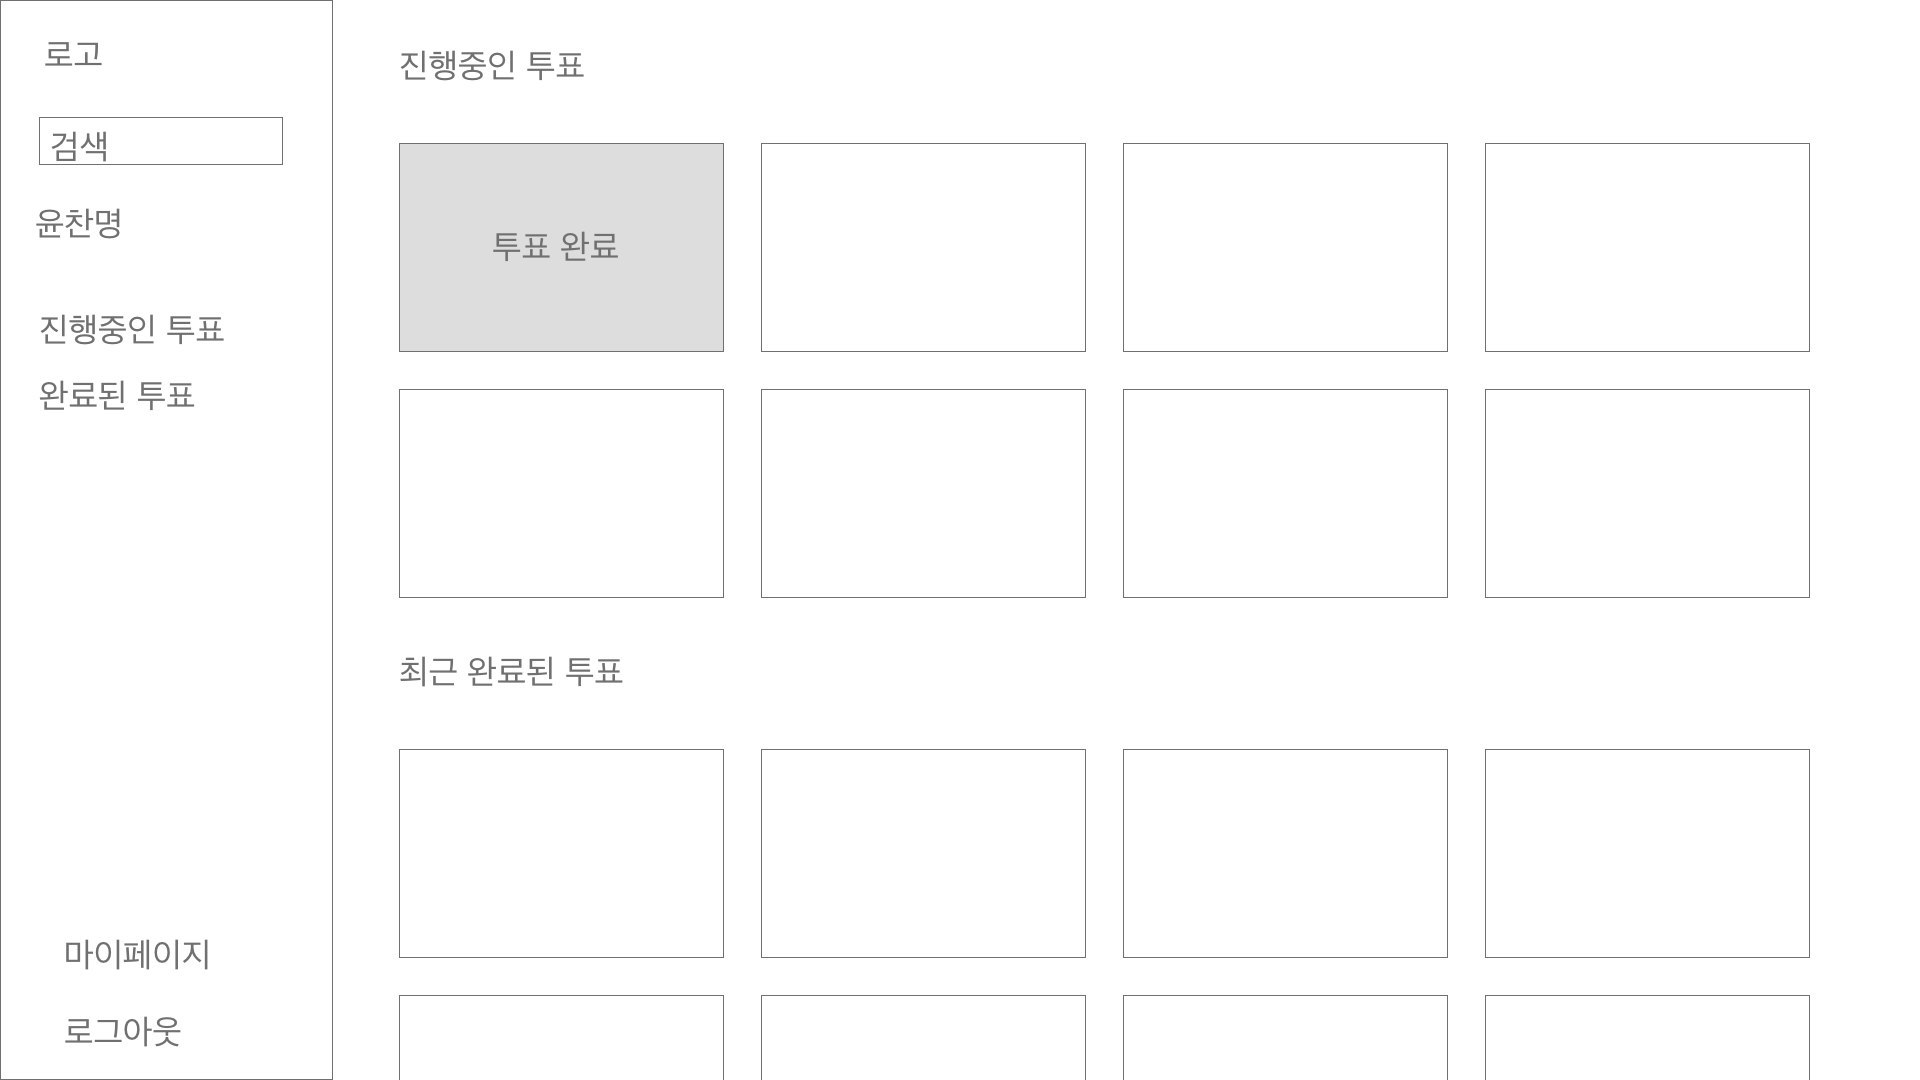 로고
검색
윤찬명
진행중인 투표
완료된 투표
마이페이지
로그아웃
진행중인 투표
투표 완료
최근 완료된 투표